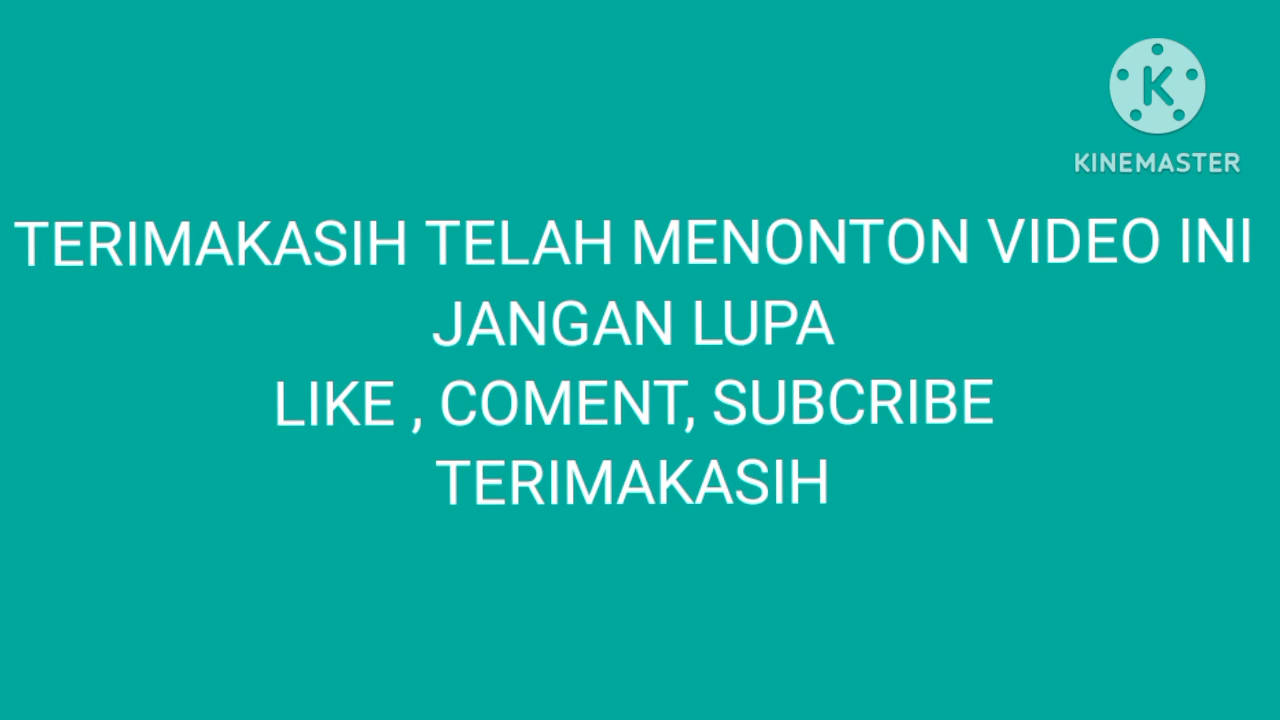 KINEMASTER
TERIMAKASIH TELAH MENONTON VIDEO INI
JANGAN LUPA
LIKE , COMENT, SUBCRIBE
TERIMAKASIH